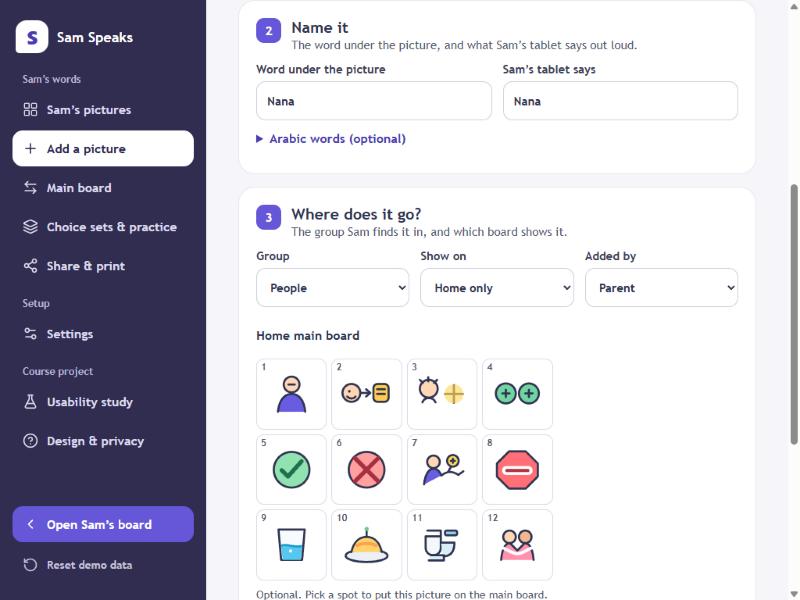 S Sam Speaks
Sam's words
Sam's pictures
Add a picture
Main board
Choice sets & practice
Share & print
Setup
Settings
Course project
Usability study
Design & privacy
Open Sam's board
Reset demo data
2 Name it
The word under the picture, and what Sam's tablet says out loud.
Word under the picture Sam's tablet says
Nana Nana
Arabic words (optional)
3 Where does it go?
The group Sam finds it in, and which board shows it.
Group Show on Added by
People Home only Parent
Home main board
1 2 3 4
5 6 7 8
9 10 11 12
Optional. Pick a spot to put this picture on the main board.